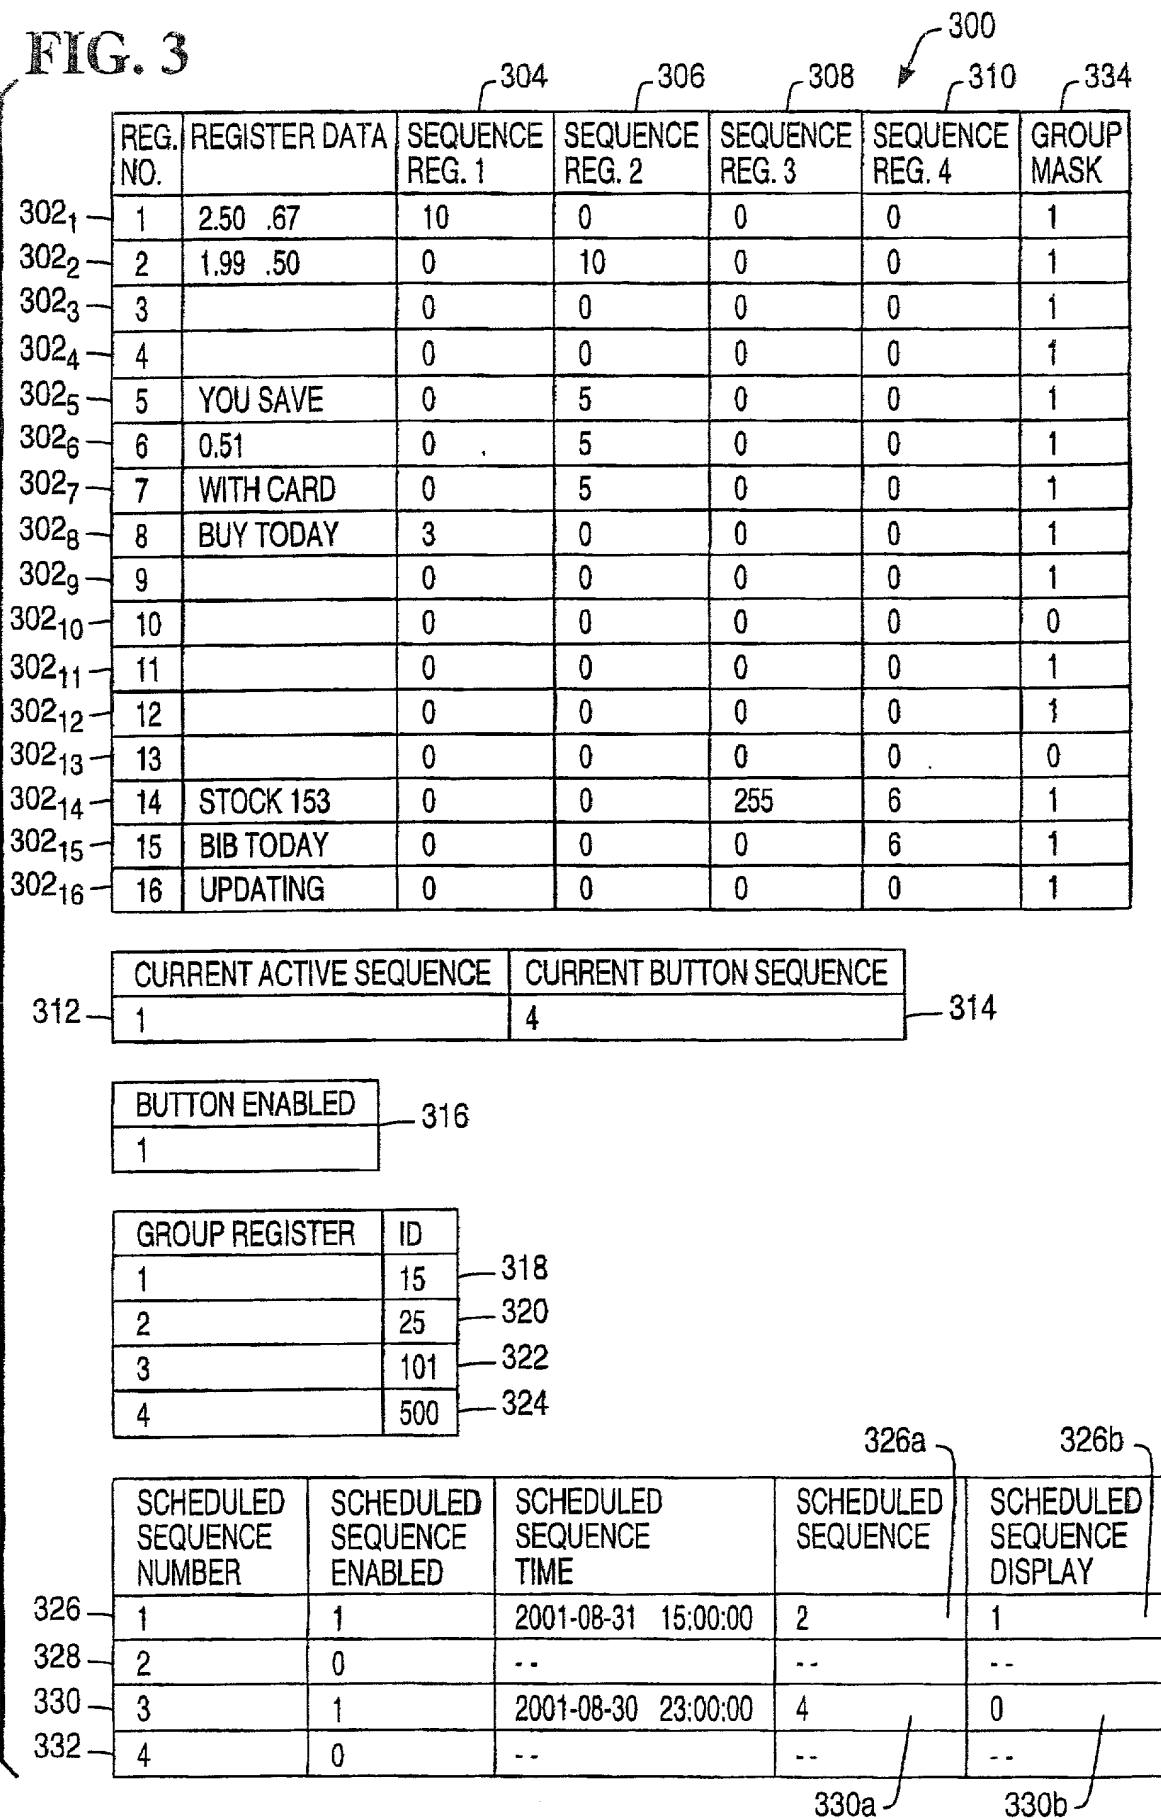 FIG. 3
300
304 306 308 310 334
REG. NO. REGISTER DATA SEQUENCE REG. 1 SEQUENCE REG. 2 SEQUENCE REG. 3 SEQUENCE REG. 4 GROUP MASK
302₁ 1 2.50 .67 10 0 0 0 1
302₂ 2 1.99 .50 0 10 0 0 1
302₃ 3 0 0 0 0 1
302₄ 4 0 0 0 0 1
302₅ 5 YOU SAVE 0 5 0 0 1
302₆ 6 0.51 0 5 0 0 1
302₇ 7 WITH CARD 0 5 0 0 1
302₈ 8 BUY TODAY 3 0 0 0 1
302₉ 9 0 0 0 0 1
302₁₀ 10 0 0 0 0 0
302₁₁ 11 0 0 0 0 1
302₁₂ 12 0 0 0 0 1
302₁₃ 13 0 0 0 0 0
302₁₄ 14 STOCK 153 0 0 255 6 1
302₁₅ 15 BIB TODAY 0 0 0 6 1
302₁₆ 16 UPDATING 0 0 0 0 1
CURRENT ACTIVE SEQUENCE CURRENT BUTTON SEQUENCE
312 1 4 314
BUTTON ENABLED
316
1
GROUP REGISTER ID
1 15 318
2 25 320
3 101 322
4 500 324
326a 326b
SCHEDULED SEQUENCE NUMBER SCHEDULED SEQUENCE ENABLED SCHEDULED SEQUENCE TIME SCHEDULED SEQUENCE SCHEDULED SEQUENCE DISPLAY
326 1 1 2001-08-31 15:00:00 2 1
328 2 0 -- -- --
330 3 1 2001-08-30 23:00:00 4 0
332 4 0 -- -- --
330a 330b